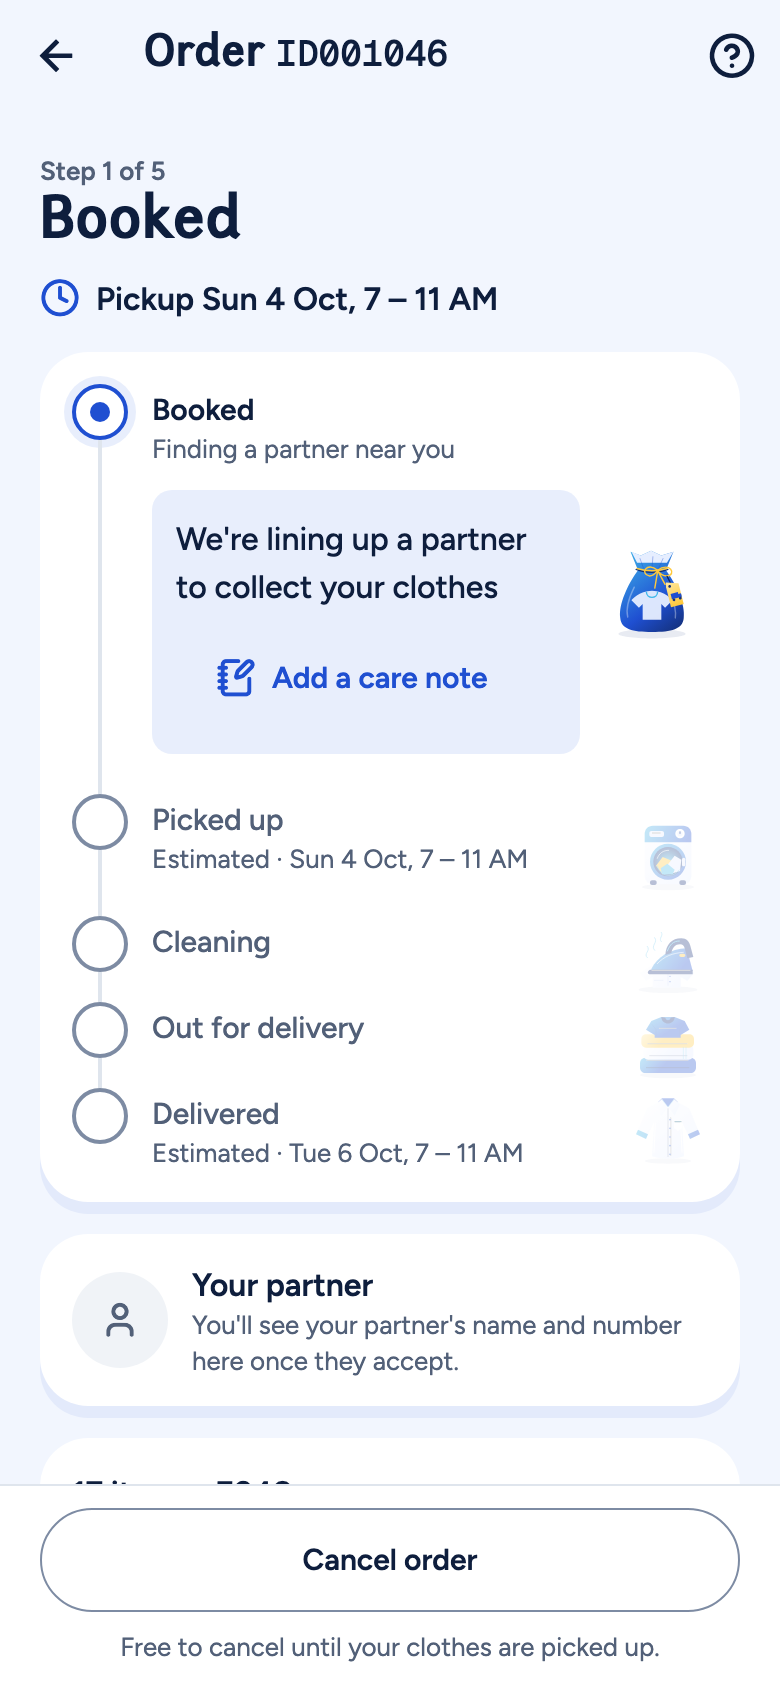 Order ID001046
Step 1 of 5
Booked
Pickup Sun 4 Oct, 7 – 11 AM
Booked
Finding a partner near you
We're lining up a partner
to collect your clothes
Add a care note
Picked up
Estimated · Sun 4 Oct, 7 – 11 AM
Cleaning
Out for delivery
Delivered
Estimated · Tue 6 Oct, 7 – 11 AM
Your partner
You'll see your partner's name and number
here once they accept.
Cancel order
Free to cancel until your clothes are picked up.